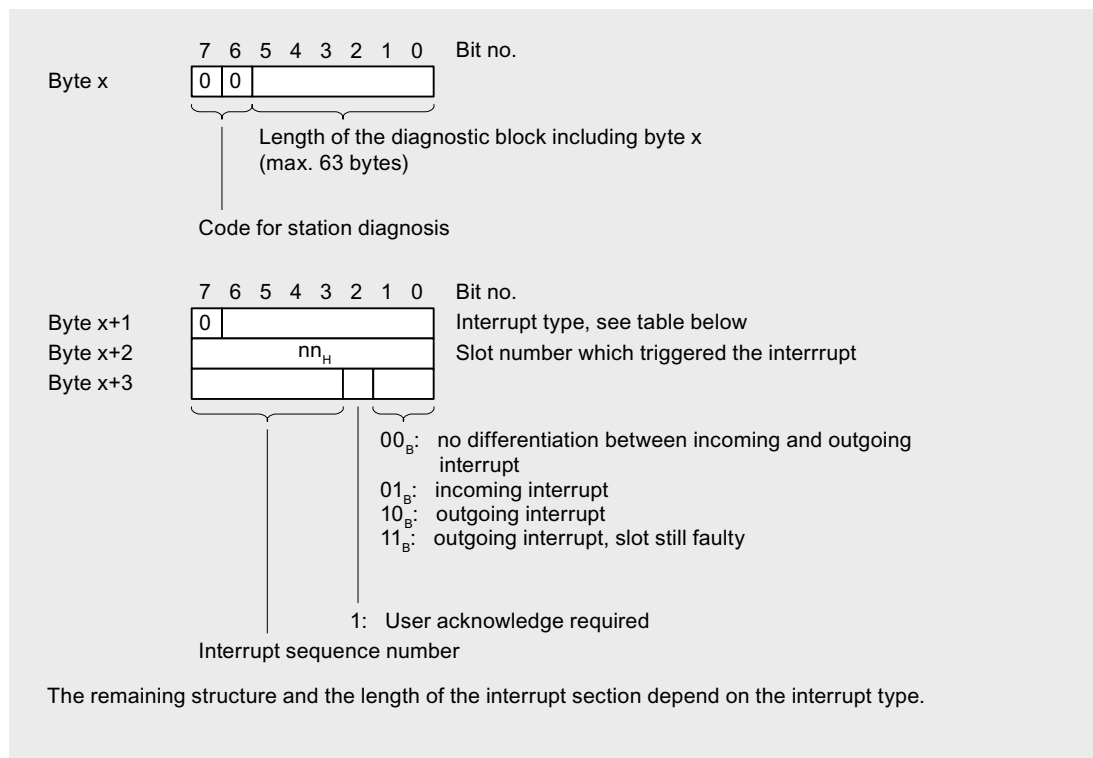 7 6 5 4 3 2 1 0 Bit no.
Byte x 0 0
Length of the diagnostic block including byte x
(max. 63 bytes)
Code for station diagnosis
7 6 5 4 3 2 1 0 Bit no.
Byte x+1 0 Interrupt type, see table below
Byte x+2 nnH Slot number which triggered the interrrupt
Byte x+3
00B: no differentiation between incoming and outgoing
interrupt
01B: incoming interrupt
10B: outgoing interrupt
11B: outgoing interrupt, slot still faulty
1: User acknowledge required
Interrupt sequence number
The remaining structure and the length of the interrupt section depend on the interrupt type.